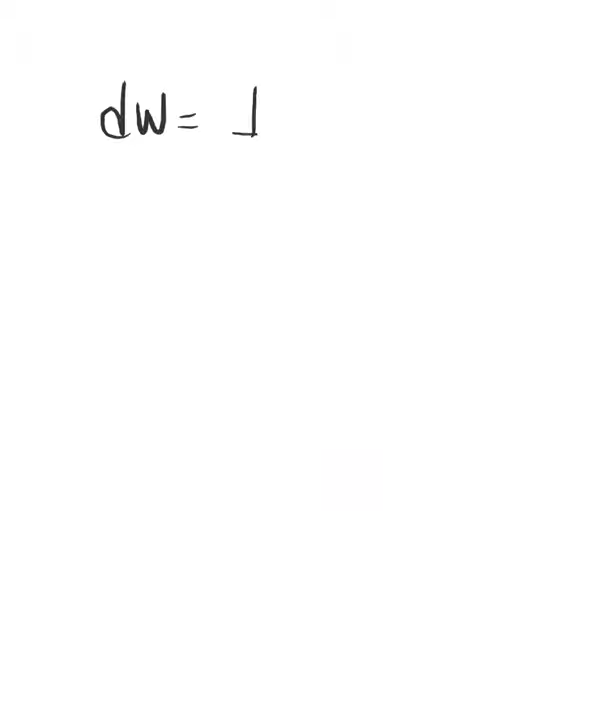 dw = 1